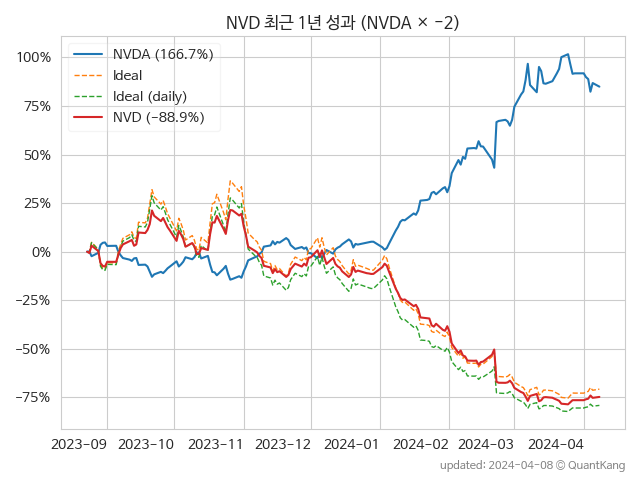 NVD 최근 1년 성과 (NVDA × −2)
NVDA (166.7%)
Ideal
Ideal (daily)
NVD (−88.9%)
100%
75%
50%
25%
0%
−25%
−50%
−75%
2023-09 2023-10 2023-11 2023-12 2024-01 2024-02 2024-03 2024-04
updated: 2024-04-08 © QuantKang